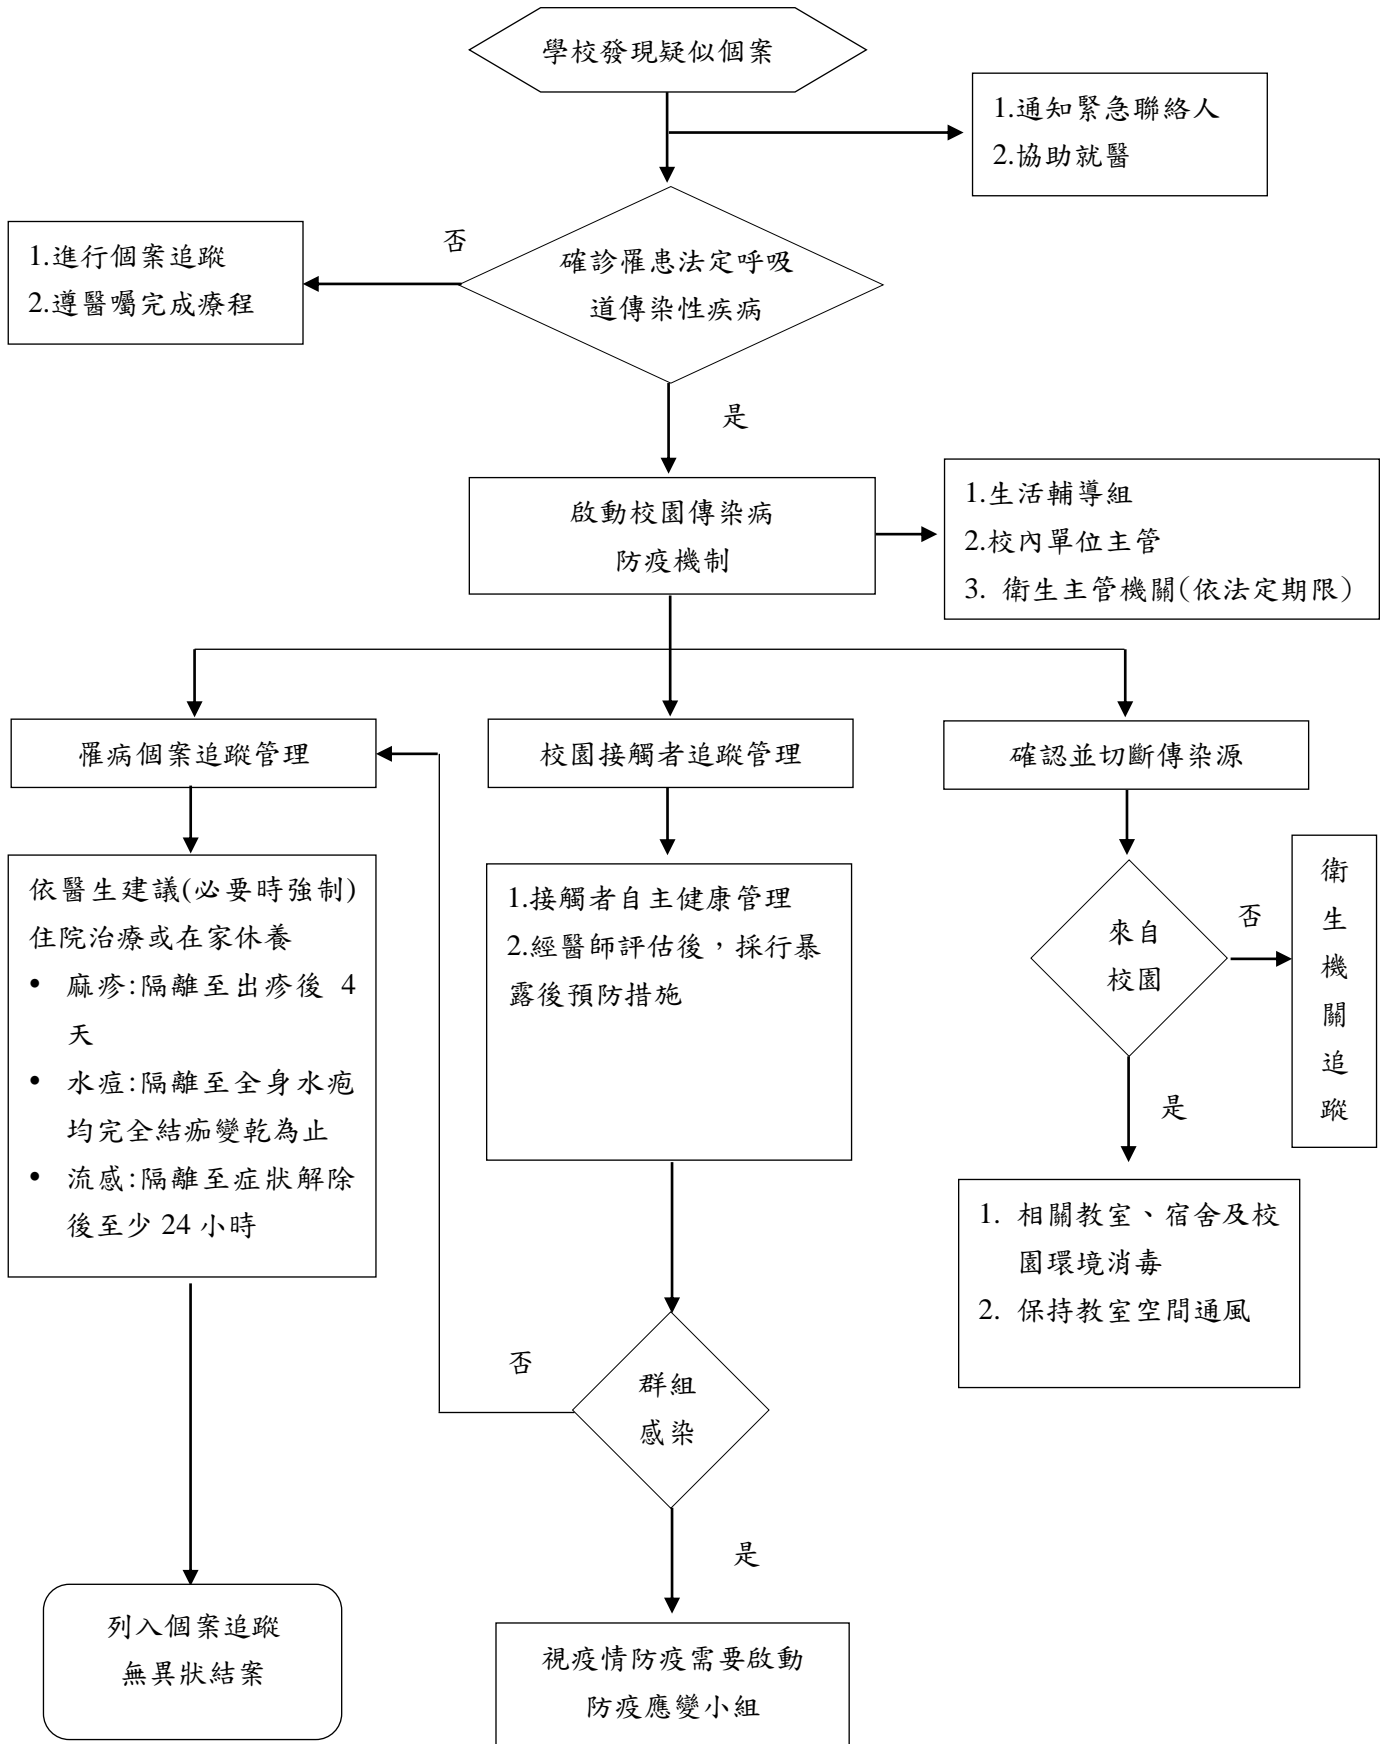 學校發現疑似個案
1.通知緊急聯絡人
2.協助就醫
否
1.進行個案追蹤
2.遵醫囑完成療程
確診罹患法定呼吸
道傳染性疾病
是
啟動校園傳染病
防疫機制
1.生活輔導組
2.校內單位主管
3. 衛生主管機關(依法定期限)
罹病個案追蹤管理
校園接觸者追蹤管理
確認並切斷傳染源
依醫生建議(必要時強制)
住院治療或在家休養
• 麻疹:隔離至出疹後 4
天
• 水痘:隔離至全身水疱
均完全結痂變乾為止
• 流感:隔離至症狀解除
後至少 24 小時
1.接觸者自主健康管理
2.經醫師評估後，採行暴
露後預防措施
來自
校園
否
衛
生
機
關
追
蹤
是
1. 相關教室、宿舍及校
園環境消毒
2. 保持教室空間通風
否
群組
感染
是
列入個案追蹤
無異狀結案
視疫情防疫需要啟動
防疫應變小組